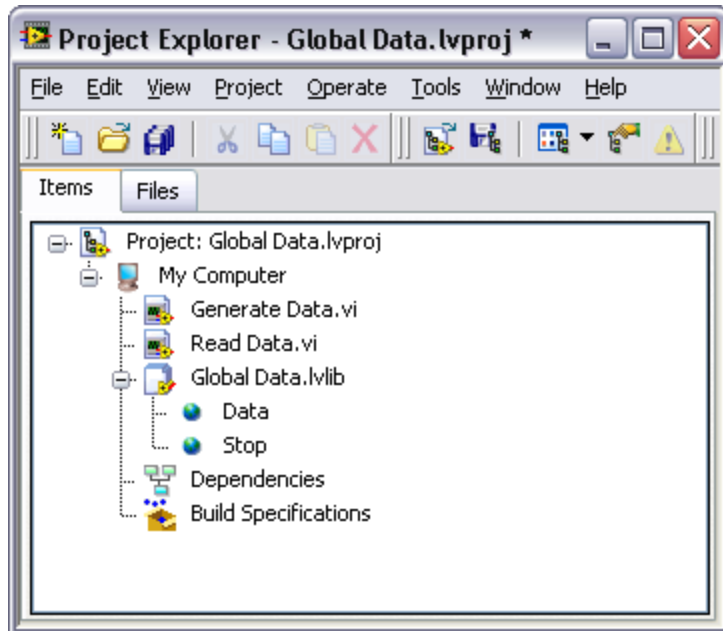 Project Explorer - Global Data.lvproj *
File Edit View Project Operate Tools Window Help
Items Files
Project: Global Data.lvproj
My Computer
Generate Data.vi
Read Data.vi
Global Data.lvlib
Data
Stop
Dependencies
Build Specifications